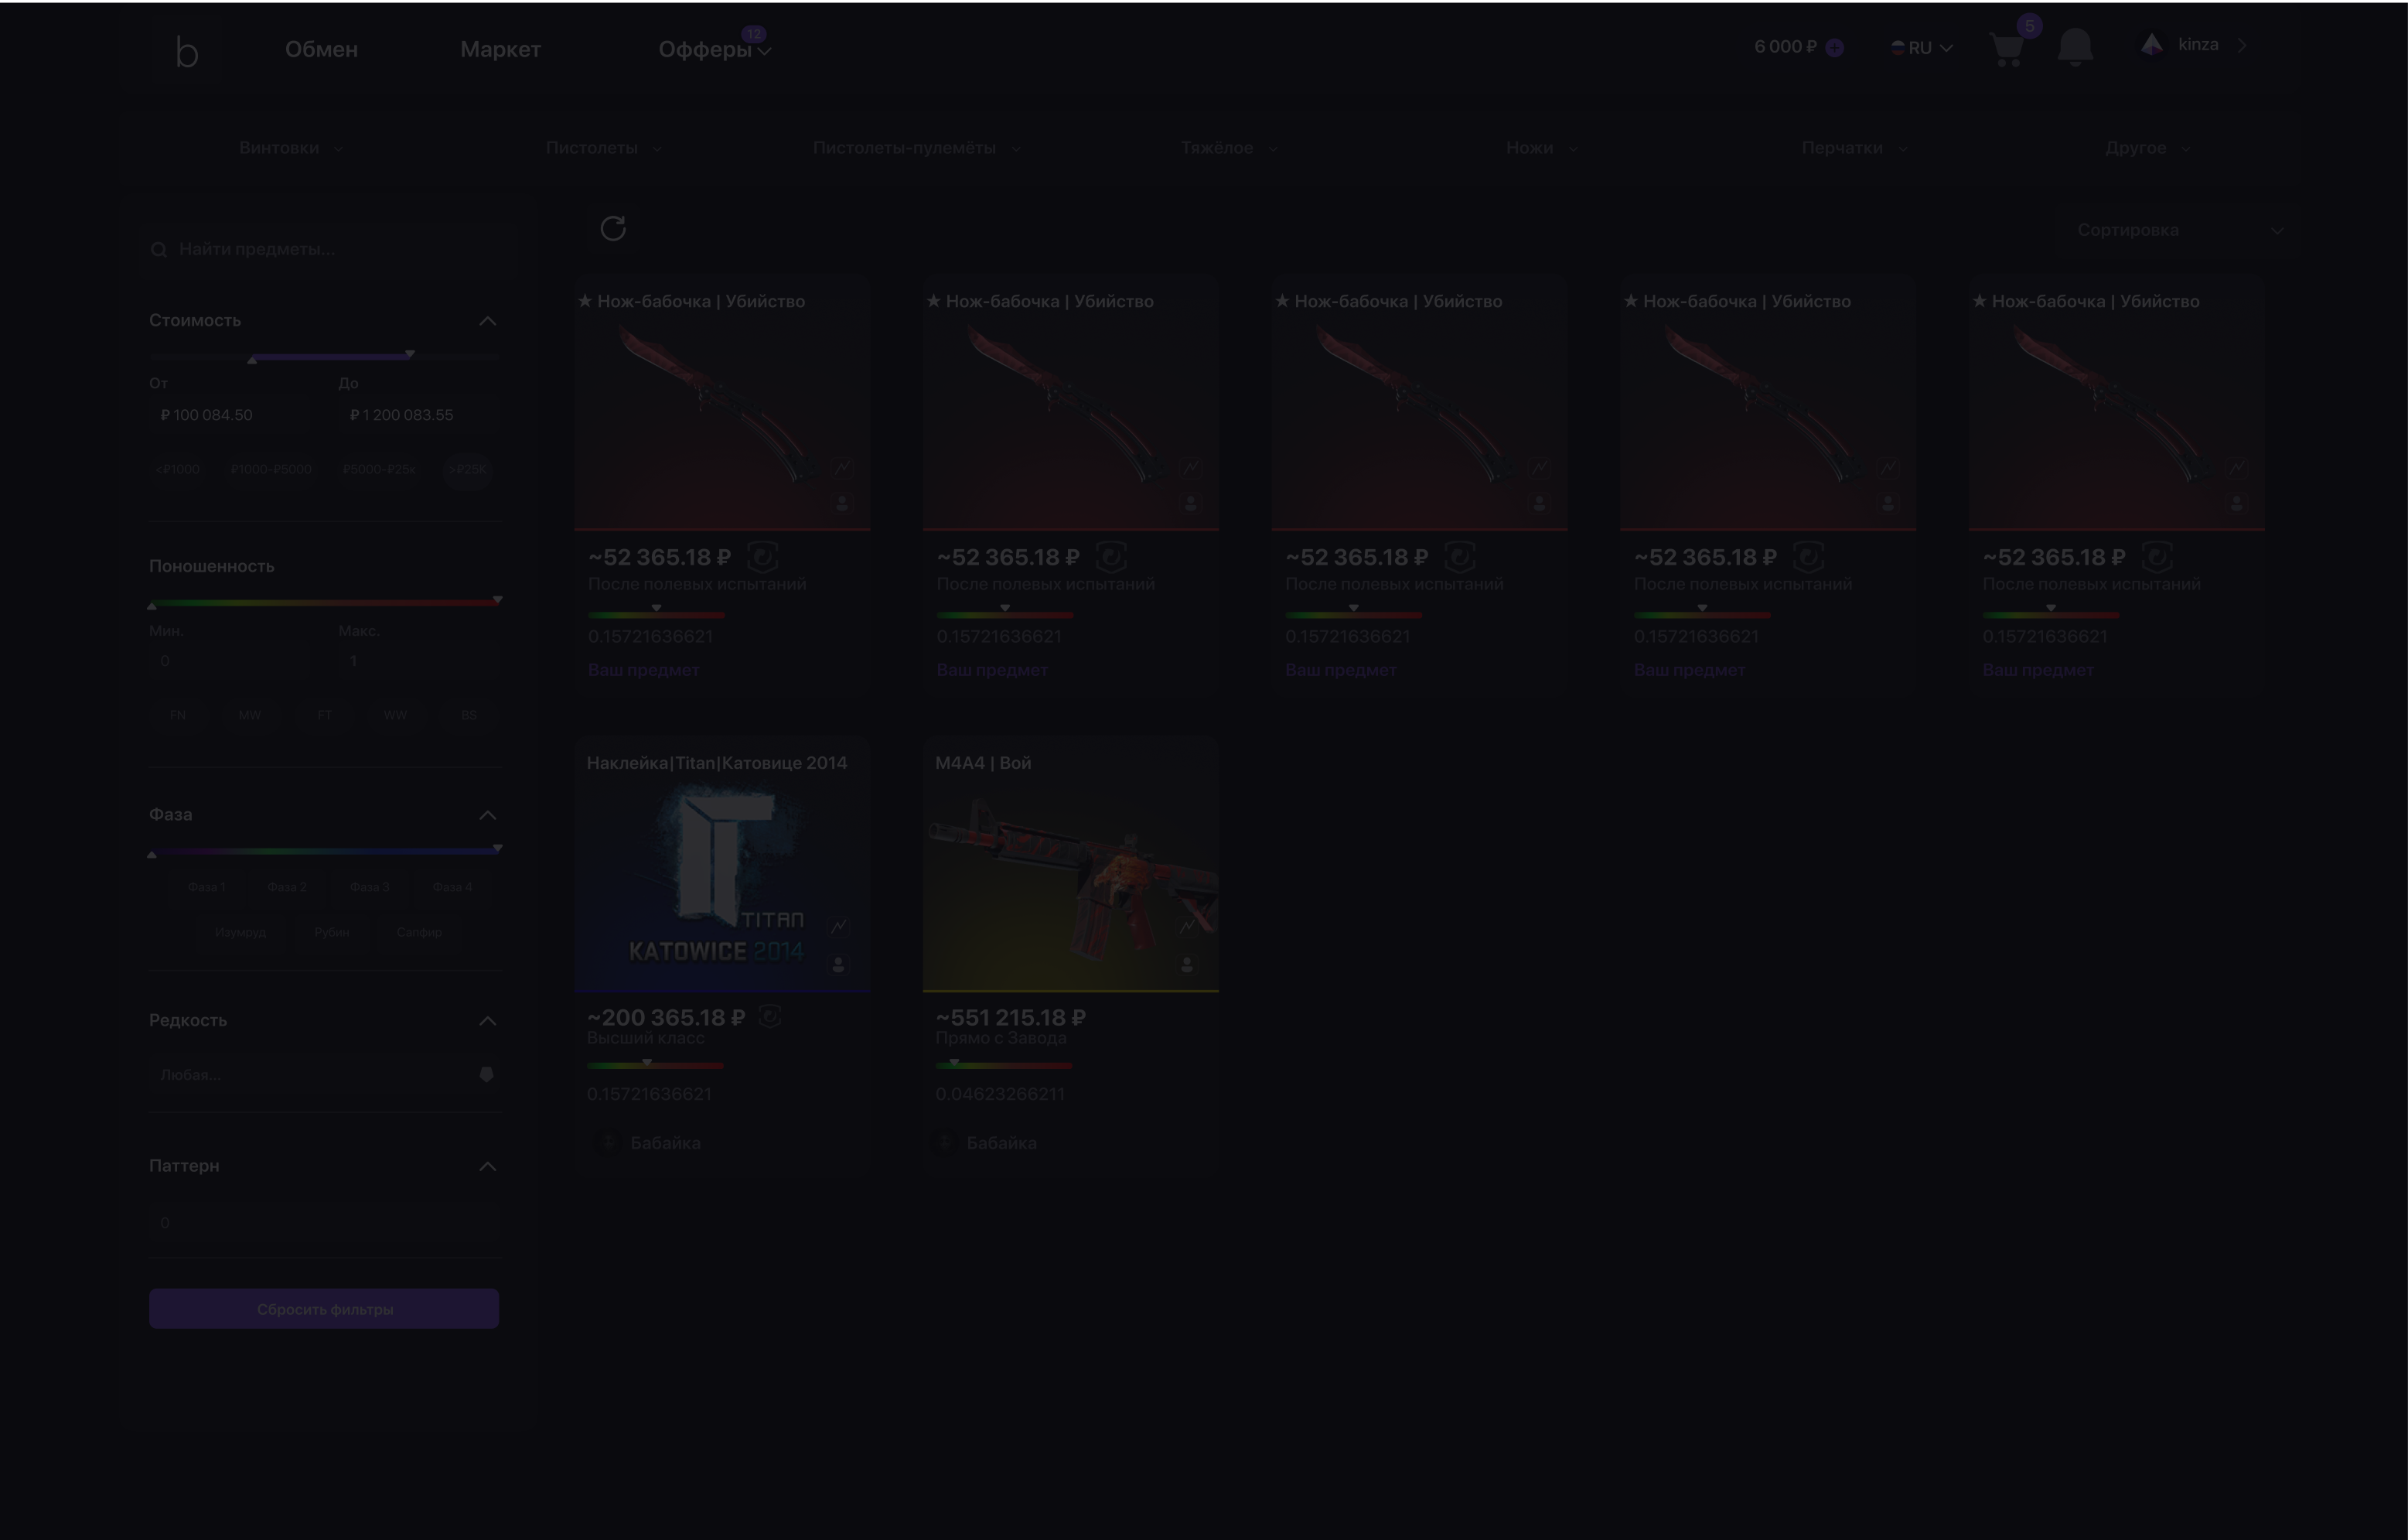 b Обмен Маркет Офферы 12 6 000 ₽ RU 5 kinza
Винтовки Пистолеты Пистолеты-пулемёты Тяжёлое Ножи Перчатки Другое
Найти предметы...
Сортировка
Стоимость
От До
₽ 100 084.50 ₽ 1 200 083.55
<₽1000 ₽1000-₽5000 ₽5000-₽25к >₽25K
Поношенность
Мин. Макс.
0 1
FN MW FT WW BS
Фаза
Фаза 1 Фаза 2 Фаза 3 Фаза 4
Изумруд Рубин Сапфир
Редкость
Любая...
Паттерн
0
Сбросить фильтры
★ Нож-бабочка | Убийство
~52 365.18 ₽
После полевых испытаний
0.15721636621
Ваш предмет
★ Нож-бабочка | Убийство
~52 365.18 ₽
После полевых испытаний
0.15721636621
Ваш предмет
★ Нож-бабочка | Убийство
~52 365.18 ₽
После полевых испытаний
0.15721636621
Ваш предмет
★ Нож-бабочка | Убийство
~52 365.18 ₽
После полевых испытаний
0.15721636621
Ваш предмет
★ Нож-бабочка | Убийство
~52 365.18 ₽
После полевых испытаний
0.15721636621
Ваш предмет
Наклейка|Titan|Катовице 2014
TITAN
KATOWICE 2014
~200 365.18 ₽
Высший класс
0.15721636621
Бабайка
M4A4 | Вой
~551 215.18 ₽
Прямо с Завода
0.04623266211
Бабайка